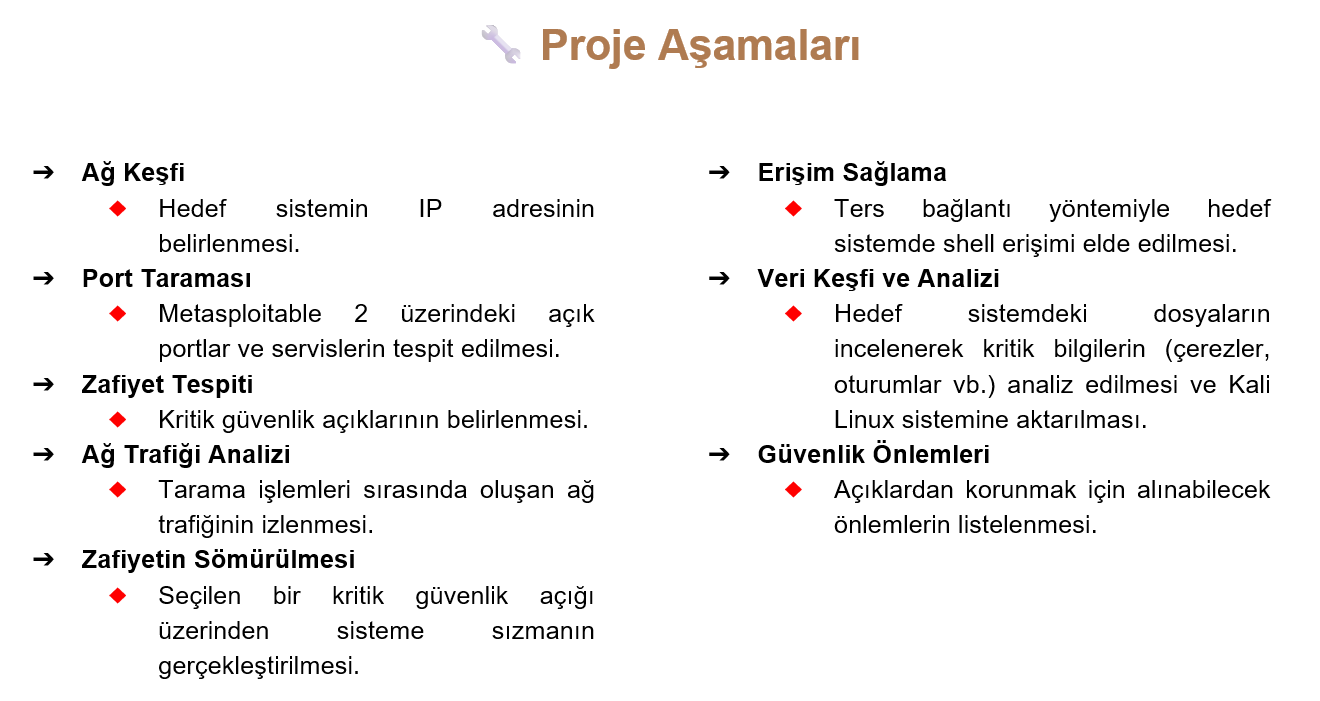 Proje Aşamaları
➔ Ağ Keşfi
◆ Hedef sistemin IP adresinin
belirlenmesi.
➔ Port Taraması
◆ Metasploitable 2 üzerindeki açık
portlar ve servislerin tespit edilmesi.
➔ Zafiyet Tespiti
◆ Kritik güvenlik açıklarının belirlenmesi.
➔ Ağ Trafiği Analizi
◆ Tarama işlemleri sırasında oluşan ağ
trafiğinin izlenmesi.
➔ Zafiyetin Sömürülmesi
◆ Seçilen bir kritik güvenlik açığı
üzerinden sisteme sızmanın
gerçekleştirilmesi.
➔ Erişim Sağlama
◆ Ters bağlantı yöntemiyle hedef
sistemde shell erişimi elde edilmesi.
➔ Veri Keşfi ve Analizi
◆ Hedef sistemdeki dosyaların
incelenerek kritik bilgilerin (çerezler,
oturumlar vb.) analiz edilmesi ve Kali
Linux sistemine aktarılması.
➔ Güvenlik Önlemleri
◆ Açıklardan korunmak için alınabilecek
önlemlerin listelenmesi.